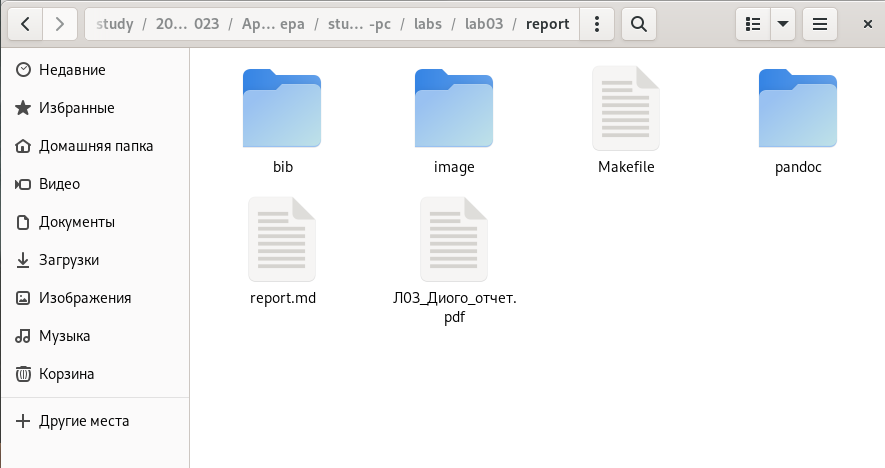 study / 20... 023 / Ap... ера / stu... -pc / labs / lab03 / report
Недавние
Избранные
Домашняя папка
Видео
Документы
Загрузки
Изображения
Музыка
Корзина
Другие места
bib
image
Makefile
pandoc
report.md
Л03_Диого_отчет.
pdf